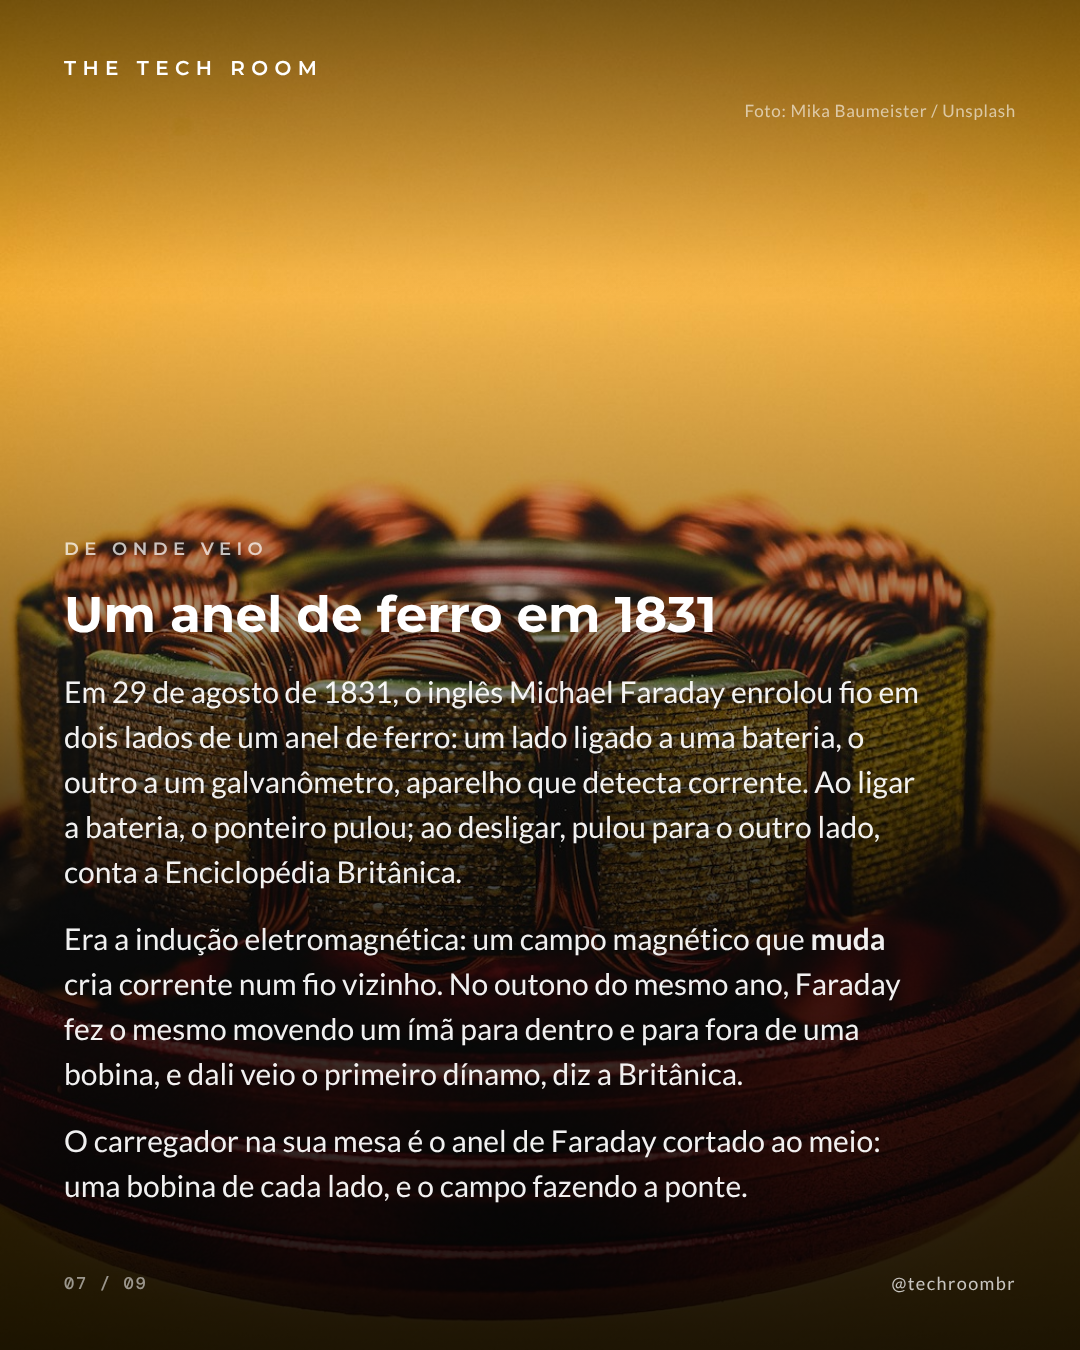 THE TECH ROOM
Foto: Mika Baumeister / Unsplash
DE ONDE VEIO
Um anel de ferro em 1831
Em 29 de agosto de 1831, o inglês Michael Faraday enrolou fio em
dois lados de um anel de ferro: um lado ligado a uma bateria, o
outro a um galvanômetro, aparelho que detecta corrente. Ao ligar
a bateria, o ponteiro pulou; ao desligar, pulou para o outro lado,
conta a Enciclopédia Britânica.
Era a indução eletromagnética: um campo magnético que muda
cria corrente num fio vizinho. No outono do mesmo ano, Faraday
fez o mesmo movendo um ímã para dentro e para fora de uma
bobina, e dali veio o primeiro dínamo, diz a Britânica.
O carregador na sua mesa é o anel de Faraday cortado ao meio:
uma bobina de cada lado, e o campo fazendo a ponte.
07 / 09
@techroombr